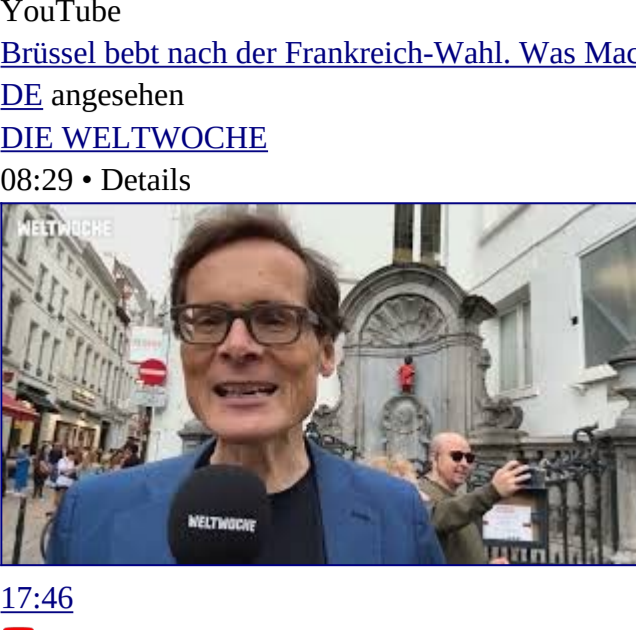 YouTube
Brüssel bebt nach der Frankreich-Wahl. Was Mac
DE angesehen
DIE WELTWOCHE
08:29 • Details
WELTWOCHE
WELTWOCHE
17:46